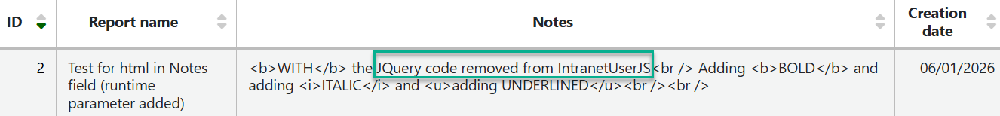 ID Report name Notes Creation date
2 Test for html in Notes field (runtime parameter added) <b>WITH</b> the JQuery code removed from IntranetUserJS<br /> Adding <b>BOLD</b> and adding <i>ITALIC</i> and <u>adding UNDERLINED</u><br /><br /> 06/01/2026